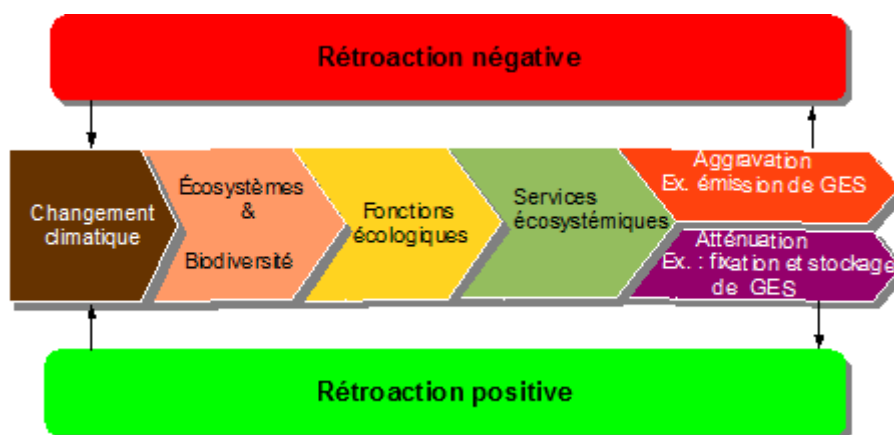 Rétroaction négative
Changement
climatique
Écosystèmes
&
Biodiversité
Fonctions
écologiques
Services
écosystémiques
Aggravation
Ex. émission de GES
Atténuation
Ex. : fixation et stockage
de GES
Rétroaction positive